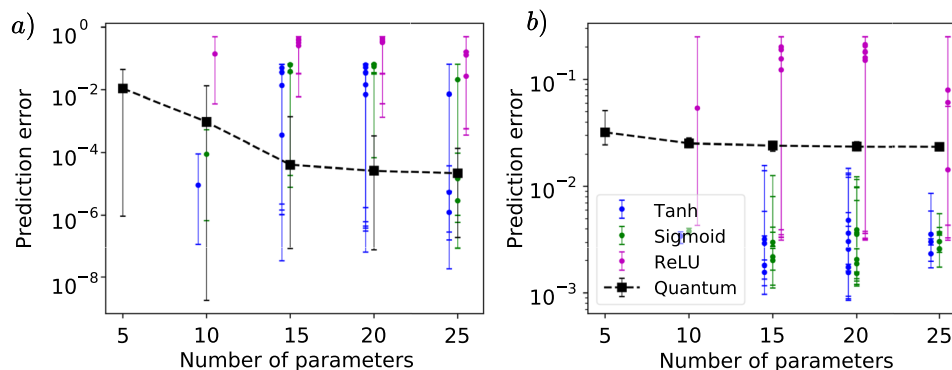 a)
Prediction error
10⁰
10⁻²
10⁻⁴
10⁻⁶
10⁻⁸
5 10 15 20 25
Number of parameters
b)
Prediction error
10⁻¹
10⁻²
10⁻³
Tanh
Sigmoid
ReLU
Quantum
5 10 15 20 25
Number of parameters